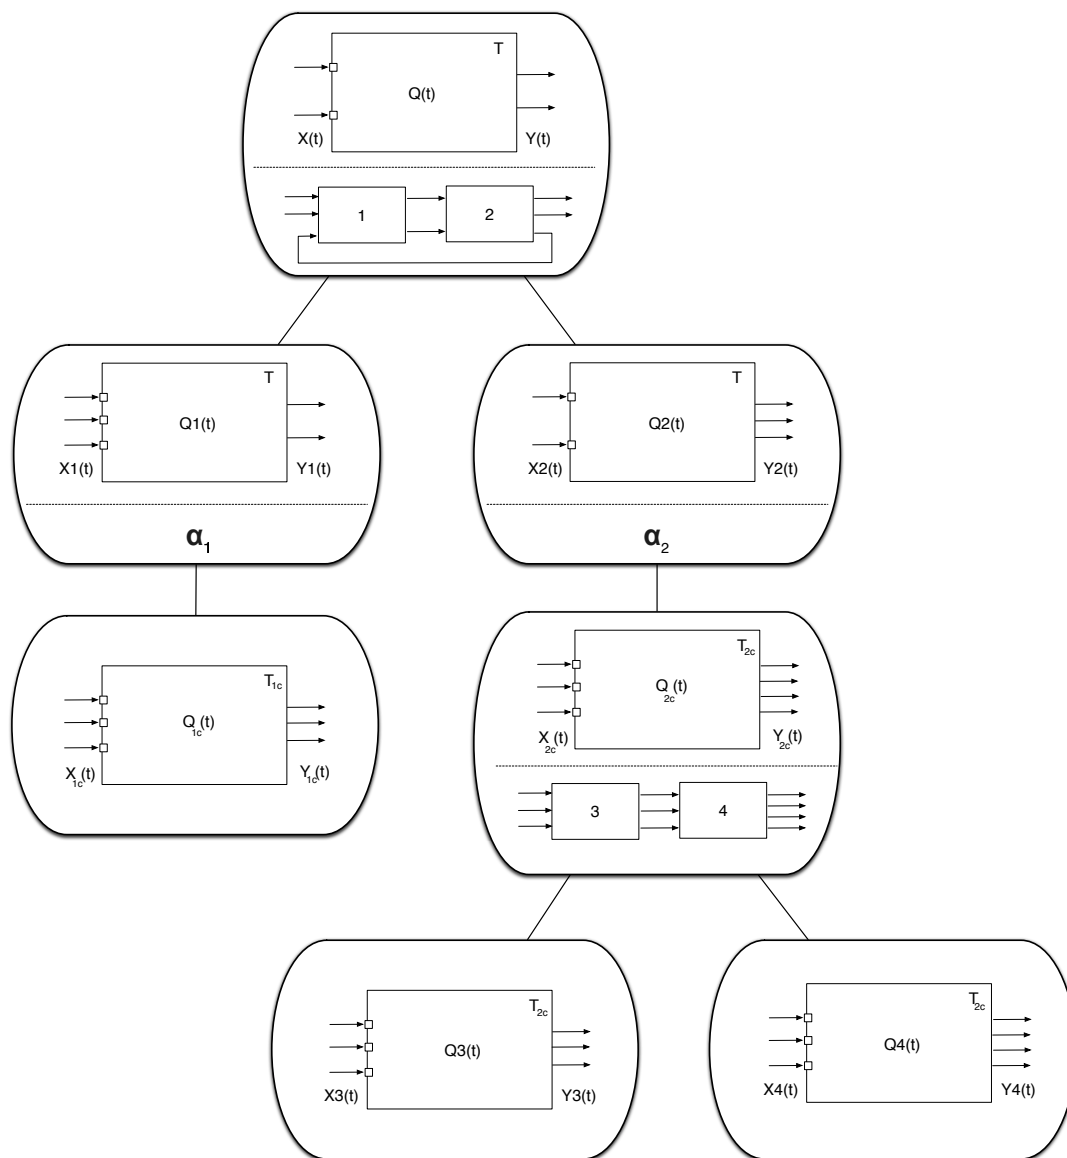 T
Q(t)
X(t) Y(t)
1 2
T
Q1(t)
X1(t) Y1(t)
α1
T
Q2(t)
X2(t) Y2(t)
α2
T1c
Q1c(t)
X1c(t) Y1c(t)
T2c
Q2c(t)
X2c(t) Y2c(t)
3 4
T2c
Q3(t)
X3(t) Y3(t)
T2c
Q4(t)
X4(t) Y4(t)